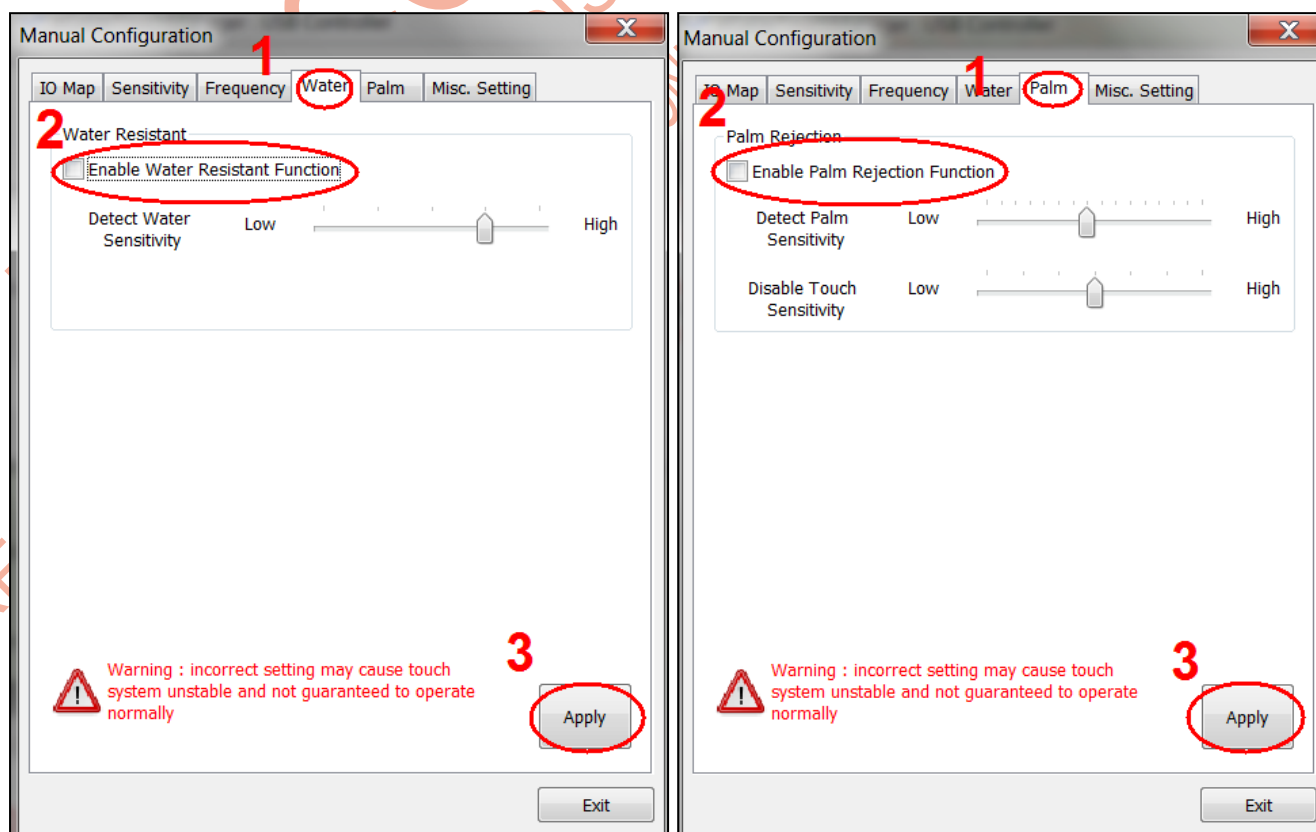 Manual Configuration
1
IO Map Sensitivity Frequency Water Palm Misc. Setting
2
Water Resistant
Enable Water Resistant Function
Detect Water
Sensitivity
Low
High
3
Warning : incorrect setting may cause touch
system unstable and not guaranteed to operate
normally
Apply
Exit
Manual Configuration
1
IO Map Sensitivity Frequency Water Palm Misc. Setting
2
Palm Rejection
Enable Palm Rejection Function
Detect Palm
Sensitivity
Low
High
Disable Touch
Sensitivity
Low
High
3
Warning : incorrect setting may cause touch
system unstable and not guaranteed to operate
normally
Apply
Exit